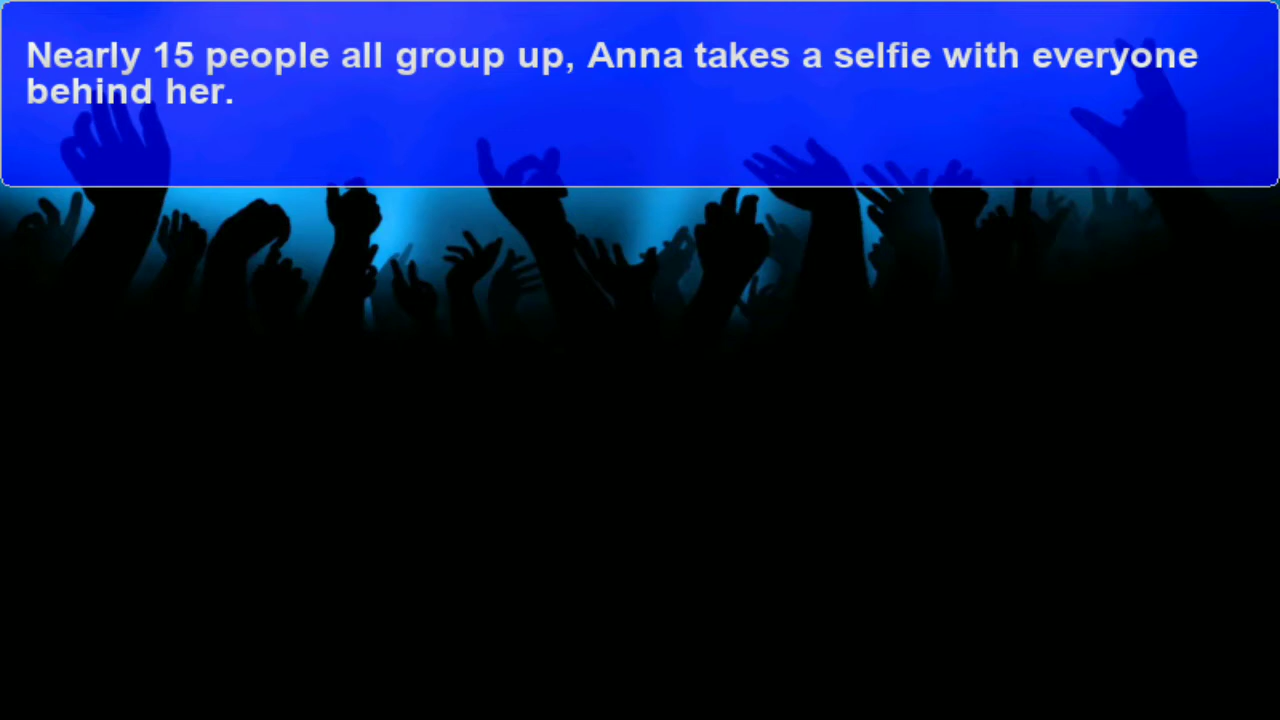 Nearly 15 people all group up, Anna takes a selfie with everyone
behind her.